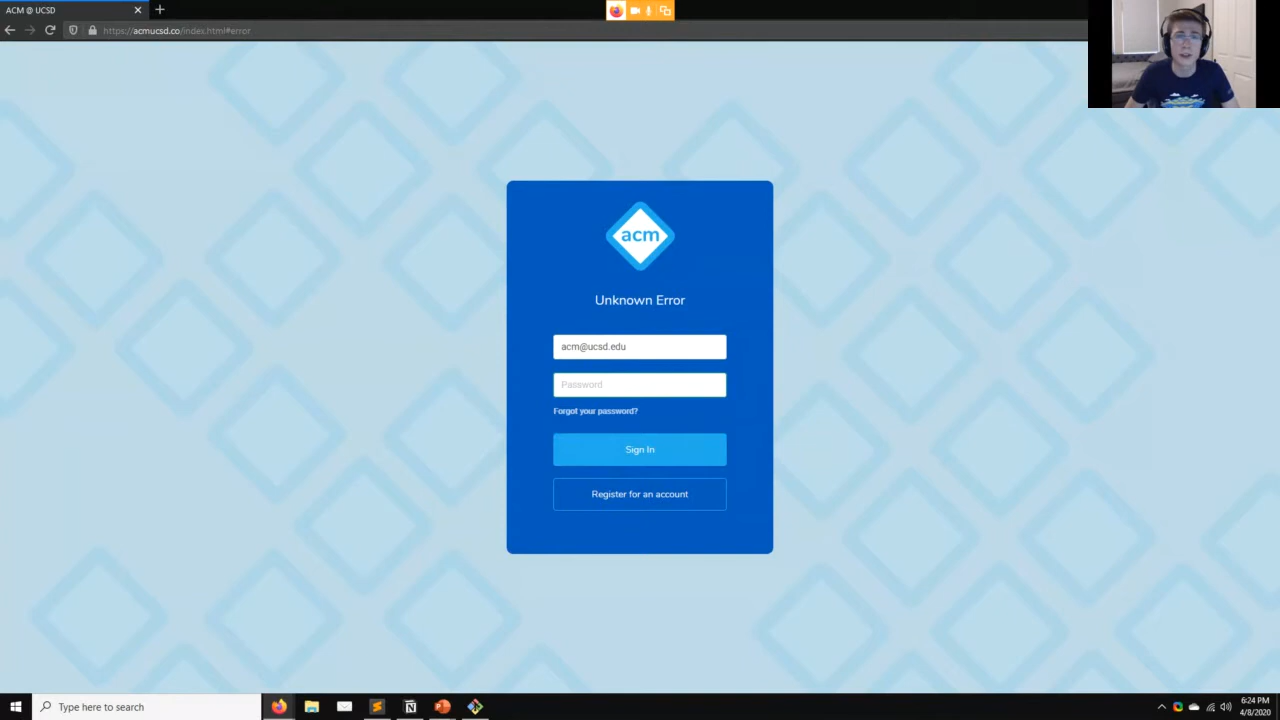 ACM @ UCSD
https://acmucsd.co/index.html#error
acm
Unknown Error
acm@ucsd.edu
Password
Forgot your password?
Sign In
Register for an account
Type here to search
6:24 PM
4/8/2020